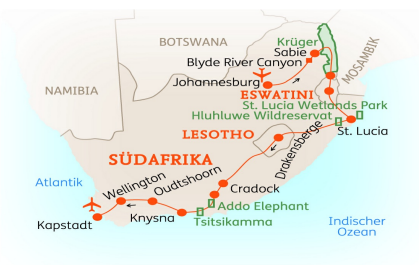 BOTSWANA
Krüger
Sabie
Blyde River Canyon
MOSAMBIK
Johannesburg
NAMIBIA
ESWATINI
St. Lucia Wetlands Park
Hluhluwe Wildreservat
St. Lucia
LESOTHO
Drakensberge
SÜDAFRIKA
Atlantik
Wellington
Oudtshoorn
Cradock
Addo Elephant
Kapstadt
Knysna
Tsitsikamma
Indischer
Ozean